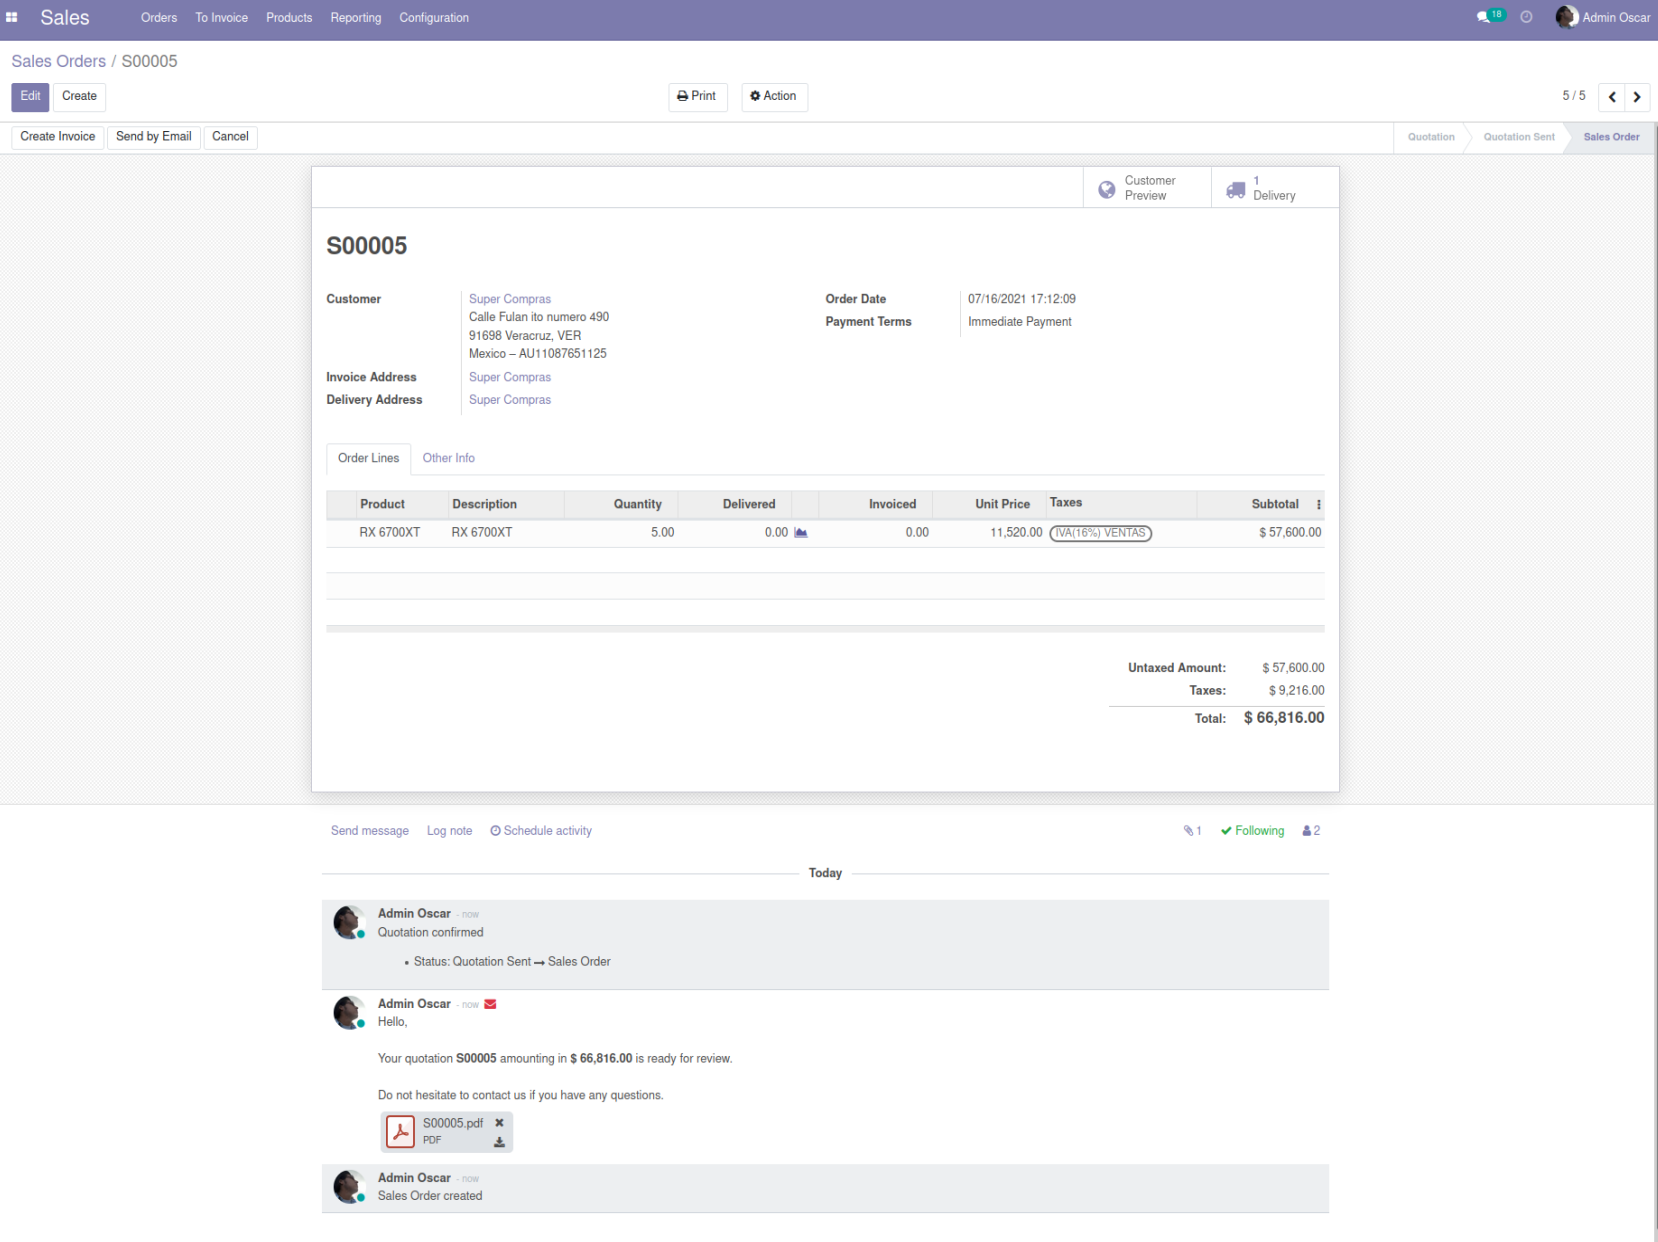 Sales Orders To Invoice Products Reporting Configuration 18 Admin Oscar
Sales Orders / S00005
Edit Create Print Action 5 / 5
Create Invoice Send by Email Cancel Quotation Quotation Sent Sales Order
Customer Preview 1 Delivery
S00005
Customer Super Compras Order Date 07/16/2021 17:12:09
Calle Fulan ito numero 490 Payment Terms Immediate Payment
91698 Veracruz, VER
Mexico – AU11087651125
Invoice Address Super Compras
Delivery Address Super Compras
Order Lines Other Info
Product Description Quantity Delivered Invoiced Unit Price Taxes Subtotal
RX 6700XT RX 6700XT 5.00 0.00 0.00 11,520.00 IVA(16%) VENTAS $ 57,600.00
Untaxed Amount: $ 57,600.00
Taxes: $ 9,216.00
Total: $ 66,816.00
Send message Log note Schedule activity 1 Following 2
Today
Admin Oscar - now
Quotation confirmed
• Status: Quotation Sent → Sales Order
Admin Oscar - now
Hello,
Your quotation S00005 amounting in $ 66,816.00 is ready for review.
Do not hesitate to contact us if you have any questions.
S00005.pdf
PDF
Admin Oscar - now
Sales Order created